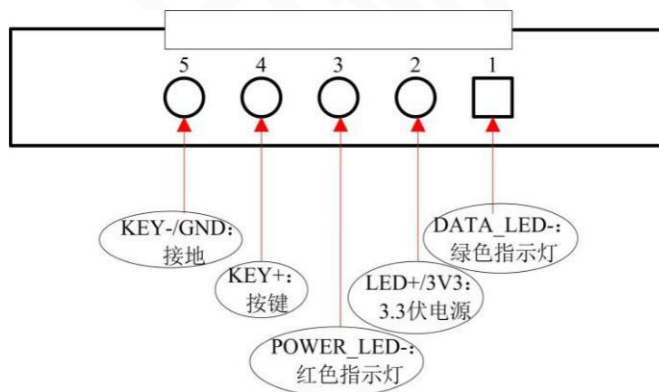 5 4 3 2 1
KEY-/GND:
接地
KEY+:
按键
POWER_LED-:
红色指示灯
LED+/3V3:
3.3伏电源
DATA_LED-:
绿色指示灯